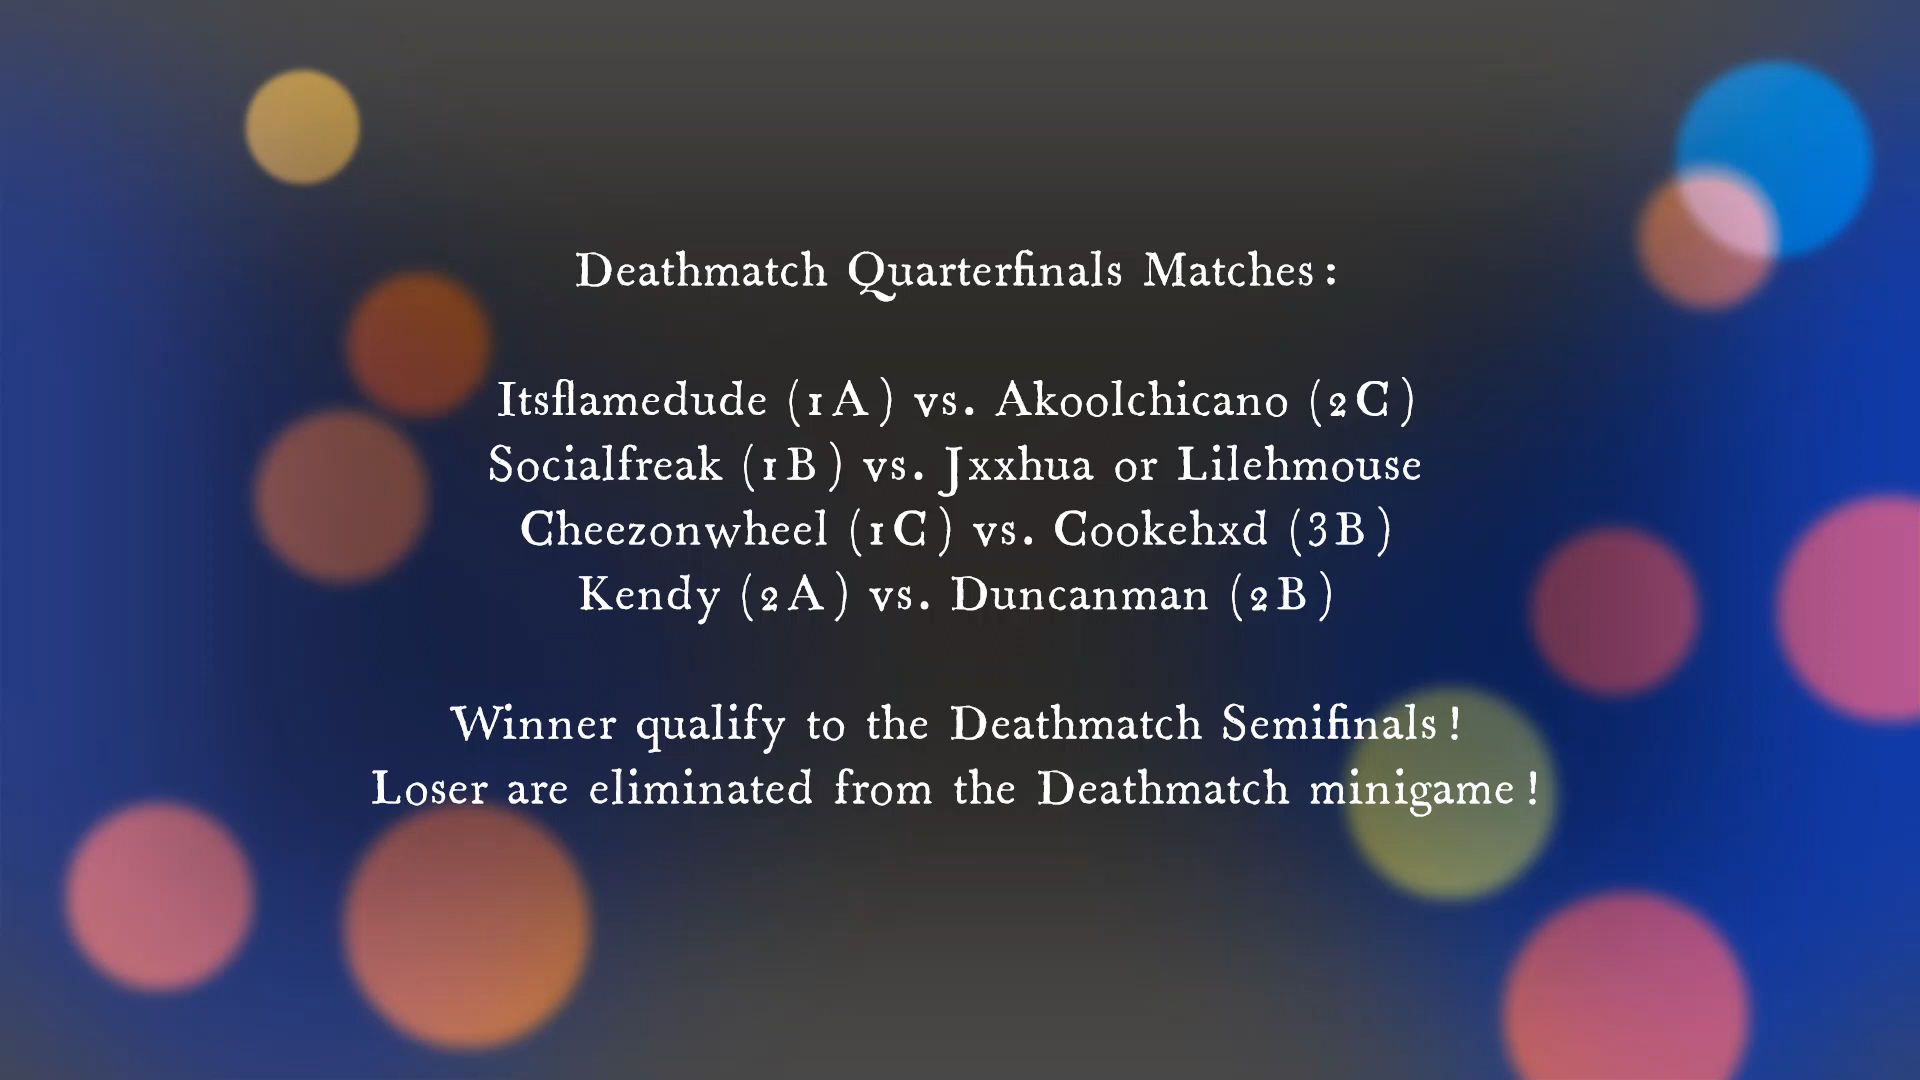 Deathmatch Quarterfinals Matches:
Itsflamedude (1A) vs. Akoolchicano (2C)
Socialfreak (1B) vs. Jxxhua or Lilehmouse
Cheezonwheel (1C) vs. Cookehxd (3B)
Kendy (2A) vs. Duncanman (2B)
Winner qualify to the Deathmatch Semifinals!
Loser are eliminated from the Deathmatch minigame!